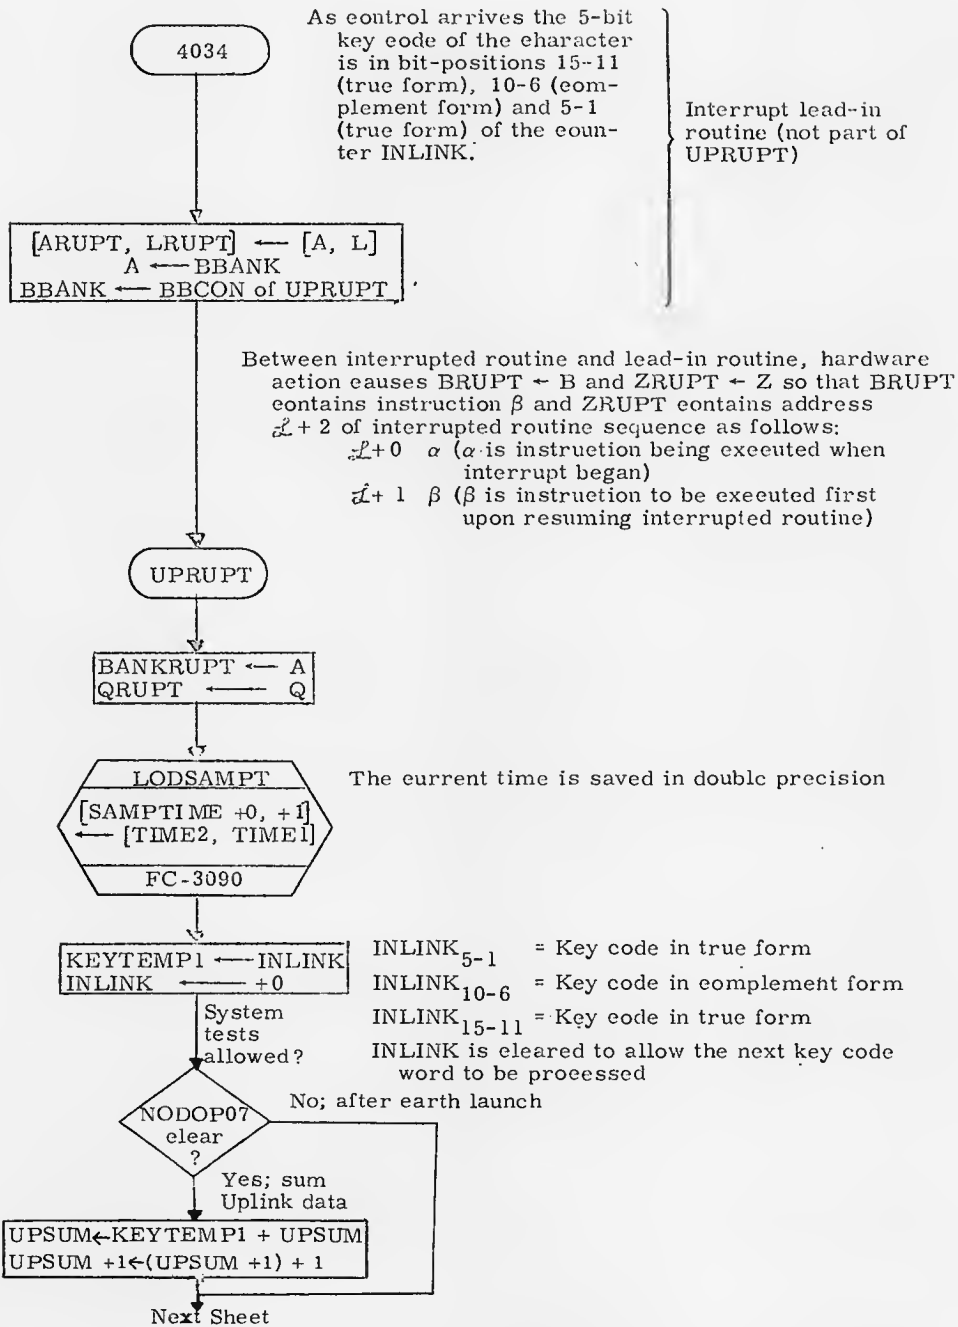 4034
As control arrives the 5-bit
key code of the character
is in bit-positions 15-11
(true form), 10-6 (com-
plement form) and 5-1
(true form) of the coun-
ter INLINK.
Interrupt lead-in
routine (not part of
UPRUPT)
[ARUPT, LRUPT] ← [A, L]
A ← BBANK
BBANK ← BBCON of UPRUPT
Between interrupted routine and lead-in routine, hardware
action causes BRUPT ← B and ZRUPT ← Z so that BRUPT
contains instruction β and ZRUPT contains address
ℒ + 2 of interrupted routine sequence as follows:
ℒ + 0 α (α is instruction being executed when
interrupt began)
ℒ + 1 β (β is instruction to be executed first
upon resuming interrupted routine)
UPRUPT
BANKRUPT ← A
QRUPT ← Q
LODSAMPT
[SAMPTIME +0, +1]
← [TIME2, TIME1]
FC-3090
The current time is saved in double precision
KEYTEMP1 ← INLINK
INLINK ← +0
INLINK5-1 = Key code in true form
INLINK10-6 = Key code in complement form
INLINK15-11 = Key code in true form
INLINK is cleared to allow the next key code
word to be processed
System
tests
allowed?
NODOP07
clear
?
No; after earth launch
Yes; sum
Uplink data
UPSUM←KEYTEMP1 + UPSUM
UPSUM +1←(UPSUM +1) + 1
Next Sheet